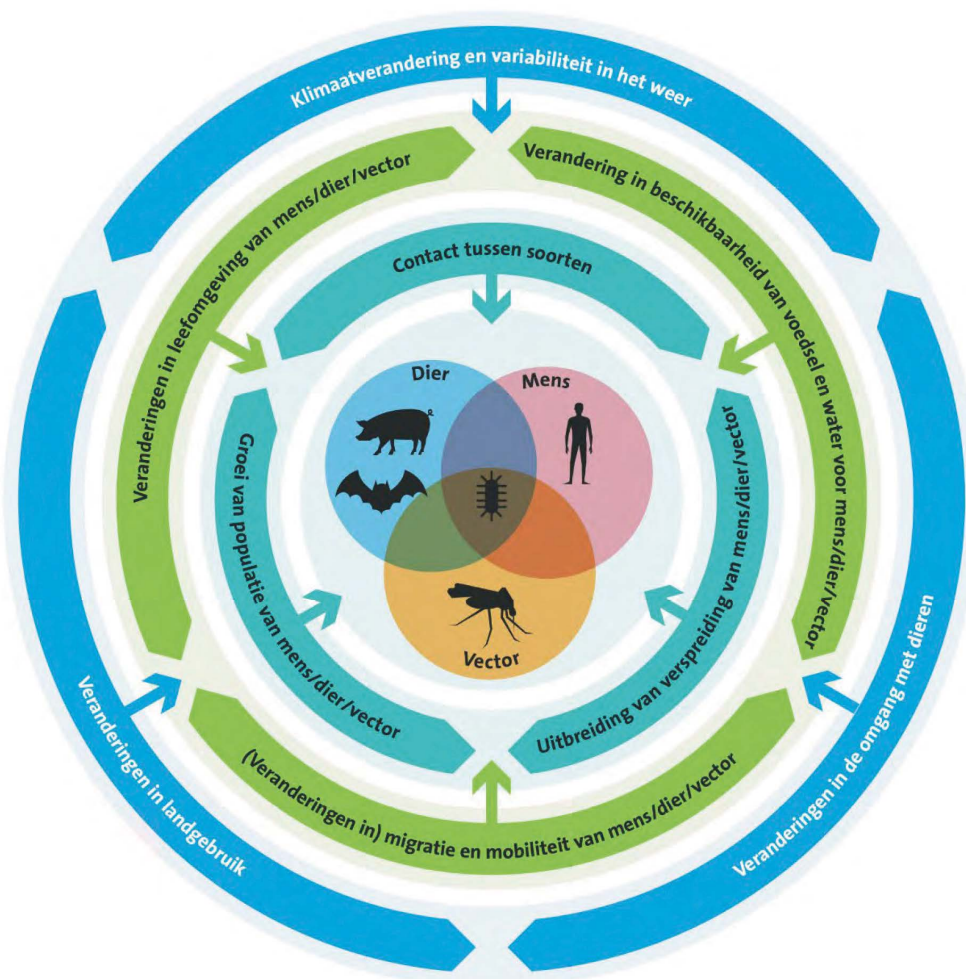 Klimaatverandering en variabiliteit in het weer
Veranderingen in leefomgeving van mens/dier/vector
Verandering in beschikbaarheid van voedsel en water voor mens/dier/vector
Contact tussen soorten
Dier
Mens
Groei van populatie van mens/dier/vector
Uitbreiding van verspreiding van mens/dier/vector
Vector
(Veranderingen in) migratie en mobiliteit van mens/dier/vector
Veranderingen in landgebruik
Veranderingen in de omgang met dieren